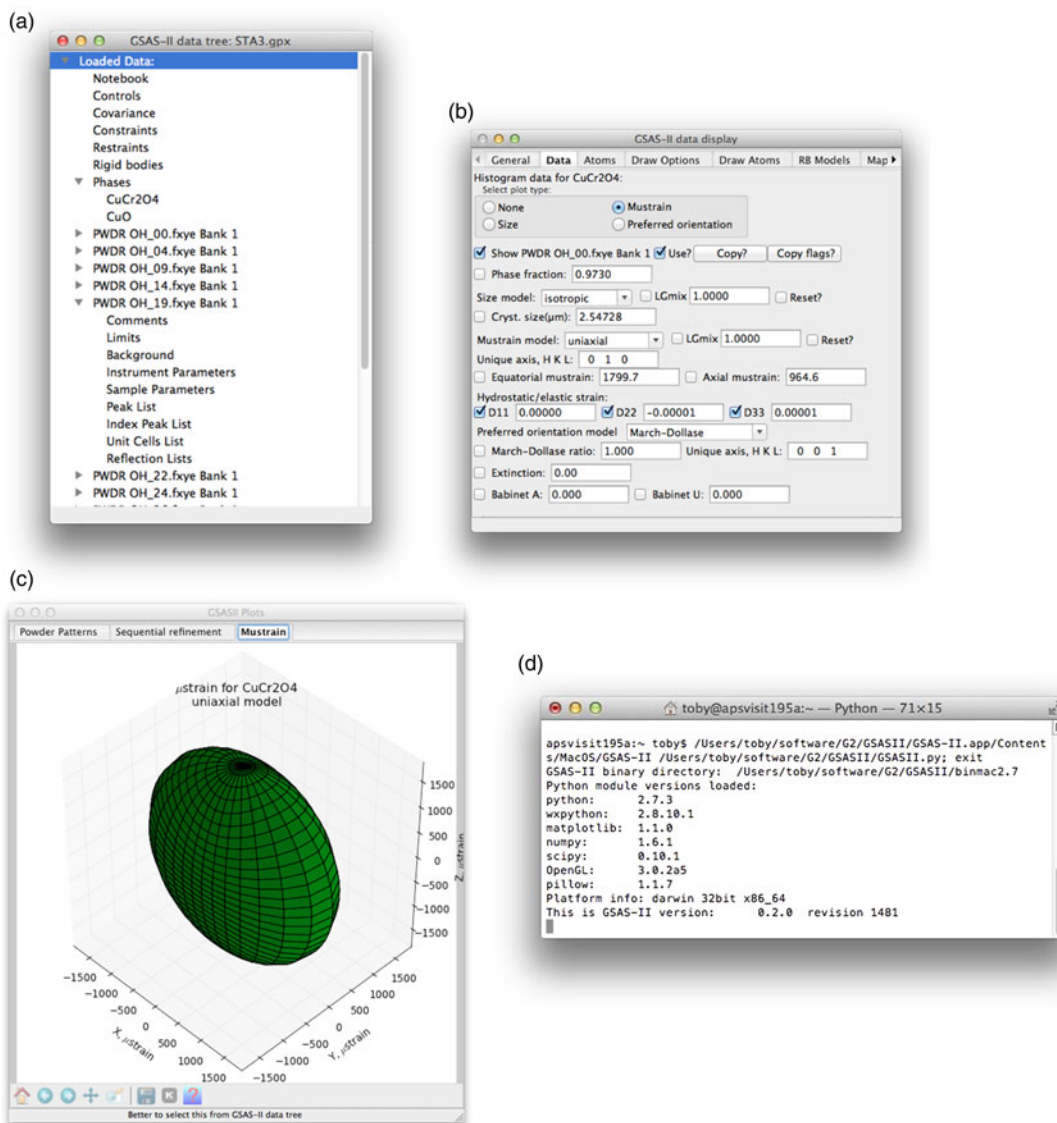 (a)
GSAS-II data tree: STA3.gpx
Loaded Data:
Notebook
Controls
Covariance
Constraints
Restraints
Rigid bodies
Phases
CuCr2O4
CuO
PWDR OH_00.fxye Bank 1
PWDR OH_04.fxye Bank 1
PWDR OH_09.fxye Bank 1
PWDR OH_14.fxye Bank 1
PWDR OH_19.fxye Bank 1
Comments
Limits
Background
Instrument Parameters
Sample Parameters
Peak List
Index Peak List
Unit Cells List
Reflection Lists
PWDR OH_22.fxye Bank 1
PWDR OH_24.fxye Bank 1
(b)
GSAS-II data display
General Data Atoms Draw Options Draw Atoms RB Models Map
Histogram data for CuCr2O4:
Select plot type:
None Mustrain
Size Preferred orientation
Show PWDR OH_00.fxye Bank 1 Use? Copy? Copy flags?
Phase fraction: 0.9730
Size model: isotropic LGmix 1.0000 Reset?
Cryst. size(μm): 2.54728
Mustrain model: uniaxial LGmix 1.0000 Reset?
Unique axis, H K L: 0 1 0
Equatorial mustrain: 1799.7 Axial mustrain: 964.6
Hydrostatic/elastic strain:
D11 0.00000 D22 -0.00001 D33 0.00001
Preferred orientation model March-Dollase
March-Dollase ratio: 1.000 Unique axis, H K L: 0 0 1
Extinction: 0.00
Babinet A: 0.000 Babinet U: 0.000
(c)
GSASII Plots
Powder Patterns Sequential refinement Mustrain
μstrain for CuCr2O4
uniaxial model
1500
1000
500
0
−500
−1000
−1500
Z, μstrain
−1500
−1000
−500
0
500
1000
1500
X, μstrain
−1500
−1000
−500
0
500
1000
1500
Y, μstrain
K ?
Better to select this from GSAS-II data tree
(d)
toby@apsvisit195a:~ — Python — 71×15
apsvisit195a:~ toby$ /Users/toby/software/G2/GSASII/GSAS-II.app/Content
s/MacOS/GSAS-II /Users/toby/software/G2/GSASII/GSASII.py; exit
GSAS-II binary directory: /Users/toby/software/G2/GSASII/binmac2.7
Python module versions loaded:
python: 2.7.3
wxpython: 2.8.10.1
matplotlib: 1.1.0
numpy: 1.6.1
scipy: 0.10.1
OpenGL: 3.0.2a5
pillow: 1.1.7
Platform info: darwin 32bit x86_64
This is GSAS-II version: 0.2.0 revision 1481